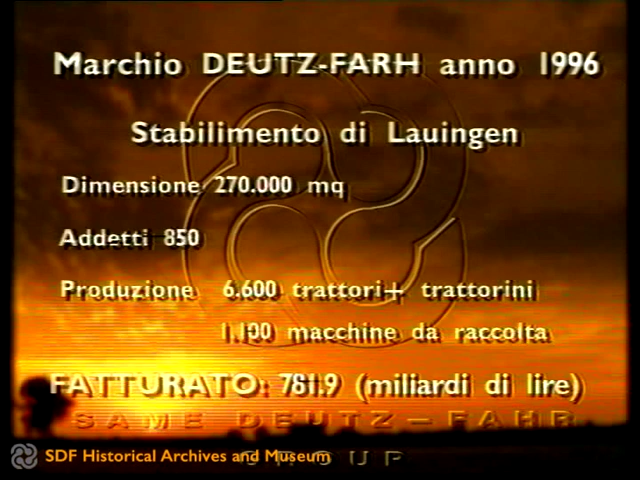 Marchio DEUTZ-FARH anno 1996
Stabilimento di Lauingen
Dimensione 270.000 mq
Addetti 850
Produzione 6.600 trattori+ trattorini
1.100 macchine da raccolta
FATTURATO: 781.9 (miliardi di lire)
SAME DEUTZ-FAHR
GROUP
SDF Historical Archives and Museum